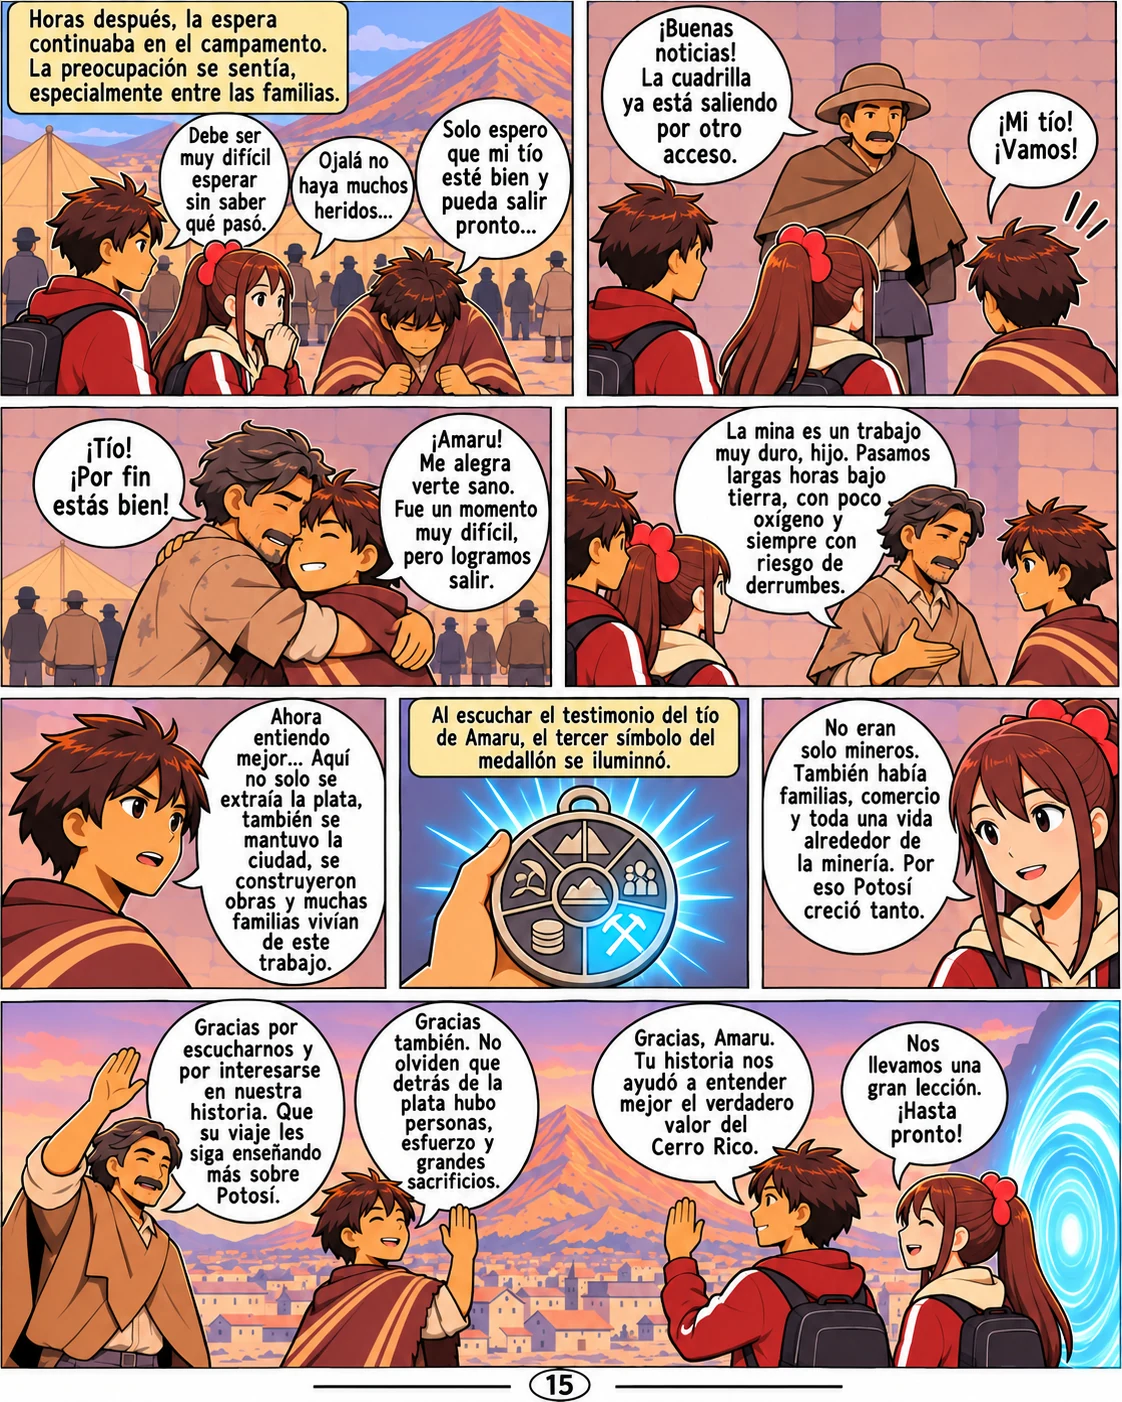 Horas después, la espera
continuaba en el campamento.
La preocupación se sentía,
especialmente entre las familias.
Debe ser
muy difícil
esperar
sin saber
qué pasó.
Ojalá no
haya muchos
heridos...
Solo espero
que mi tío
esté bien y
pueda salir
pronto...
¡Buenas
noticias!
La cuadrilla
ya está saliendo
por otro
acceso.
¡Mi tío!
¡Vamos!
¡Tío!
¡Por fin
estás bien!
¡Amaru!
Me alegra
verte sano.
Fue un momento
muy difícil,
pero logramos
salir.
La mina es un trabajo
muy duro, hijo. Pasamos
largas horas bajo
tierra, con poco
oxígeno y
siempre con
riesgo de
derrumbes.
Ahora
entiendo
mejor... Aquí
no solo se
extraía la plata,
también se
mantuvo la
ciudad, se
construyeron
obras y muchas
familias vivían
de este
trabajo.
Al escuchar el testimonio del tío
de Amaru, el tercer símbolo del
medallón se iluminnó.
No eran
solo mineros.
También había
familias, comercio
y toda una vida
alrededor de
la minería. Por
eso Potosí
creció tanto.
Gracias por
escucharnos y
por interesarse
en nuestra
historia. Que
su viaje les
siga enseñando
más sobre
Potosí.
Gracias
también. No
olviden que
detrás de la
plata hubo
personas,
esfuerzo y
grandes
sacrificios.
Gracias, Amaru.
Tu historia nos
ayudó a entender
mejor el verdadero
valor del
Cerro Rico.
Nos
llevamos una
gran lección.
¡Hasta
pronto!
15